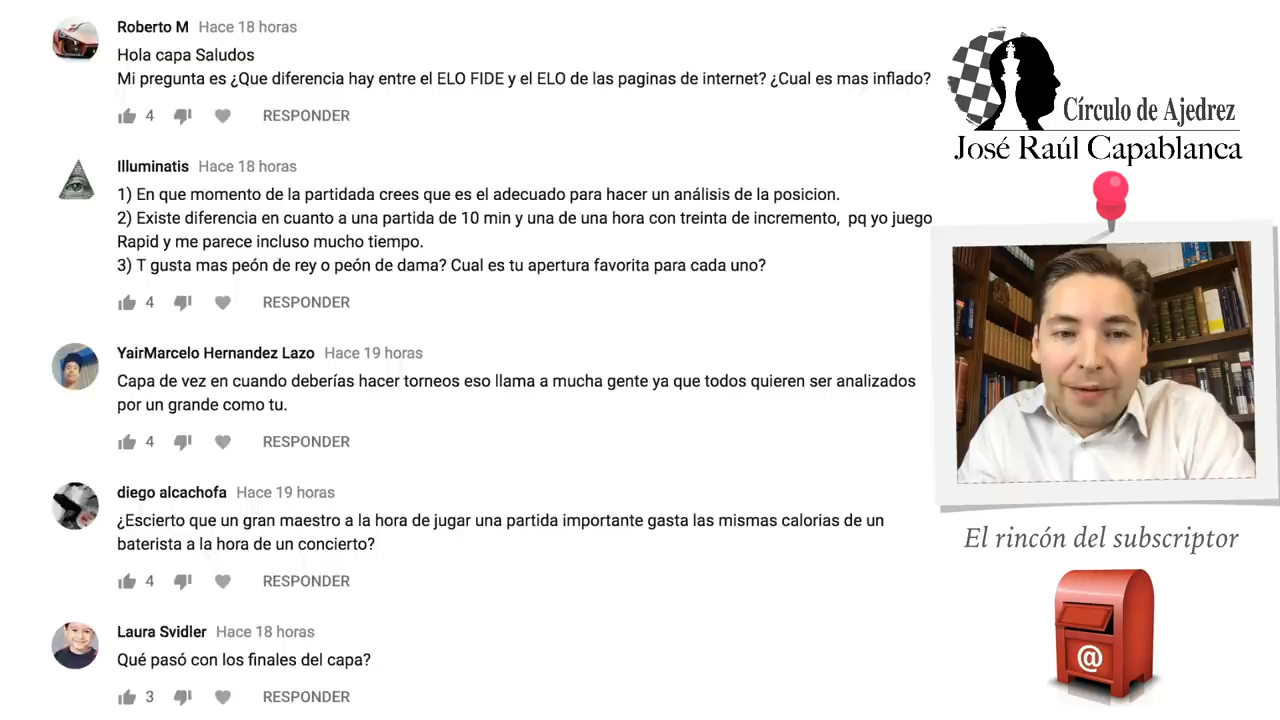 Roberto M Hace 18 horas
Hola capa Saludos
Mi pregunta es ¿Que diferencia hay entre el ELO FIDE y el ELO de las paginas de internet? ¿Cual es mas inflado?
4 RESPONDER
Illuminatis Hace 18 horas
1) En que momento de la partidada crees que es el adecuado para hacer un análisis de la posicion.
2) Existe diferencia en cuanto a una partida de 10 min y una de una hora con treinta de incremento, pq yo juego
Rapid y me parece incluso mucho tiempo.
3) T gusta mas peón de rey o peón de dama? Cual es tu apertura favorita para cada uno?
4 RESPONDER
YairMarcelo Hernandez Lazo Hace 19 horas
Capa de vez en cuando deberías hacer torneos eso llama a mucha gente ya que todos quieren ser analizados
por un grande como tu.
4 RESPONDER
diego alcachofa Hace 19 horas
¿Escierto que un gran maestro a la hora de jugar una partida importante gasta las mismas calorias de un
baterista a la hora de un concierto?
4 RESPONDER
Laura Svidler Hace 18 horas
Qué pasó con los finales del capa?
3 RESPONDER
Círculo de Ajedrez
José Raúl Capablanca
El rincón del subscriptor
@